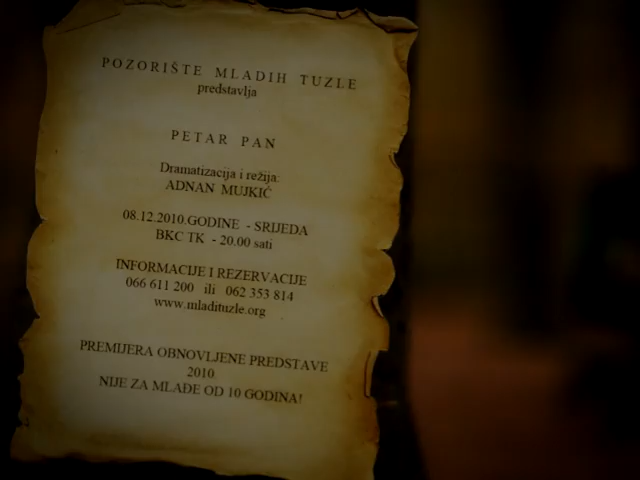 POZORIŠTE MLADIH TUZLE
predstavlja
PETAR PAN
Dramatizacija i režija:
ADNAN MUJKIĆ
08.12.2010.GODINE - SRIJEDA
BKC TK - 20.00 sati
INFORMACIJE I REZERVACIJE
066 611 200 ili 062 353 814
www.mladituzle.org
PREMIJERA OBNOVLJENE PREDSTAVE
2010.
NIJE ZA MLAĐE OD 10 GODINA!